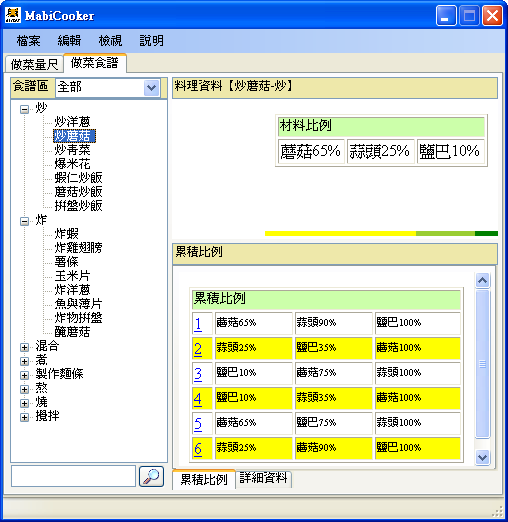 MabiCooker
檔案 編輯 檢視 說明
做菜量尺 做菜食譜
食譜區 全部
炒
炒洋蔥
炒蘑菇
炒青菜
爆米花
蝦仁炒飯
蘑菇炒飯
拼盤炒飯
炸
炸蝦
炸雞翅膀
薯條
玉米片
炸洋蔥
魚與薄片
炸物拼盤
醃蘑菇
混合
煮
製作麵條
熬
燒
攪拌
料理資料【炒蘑菇-炒】
材料比例
蘑菇65% 蒜頭25% 鹽巴10%
累積比例
累積比例
1 蘑菇65% 蒜頭90% 鹽巴100%
2 蒜頭25% 鹽巴35% 蘑菇100%
3 鹽巴10% 蘑菇75% 蒜頭100%
4 鹽巴10% 蒜頭35% 蘑菇100%
5 蘑菇65% 鹽巴75% 蒜頭100%
6 蒜頭25% 蘑菇90% 鹽巴100%
累積比例 詳細資料